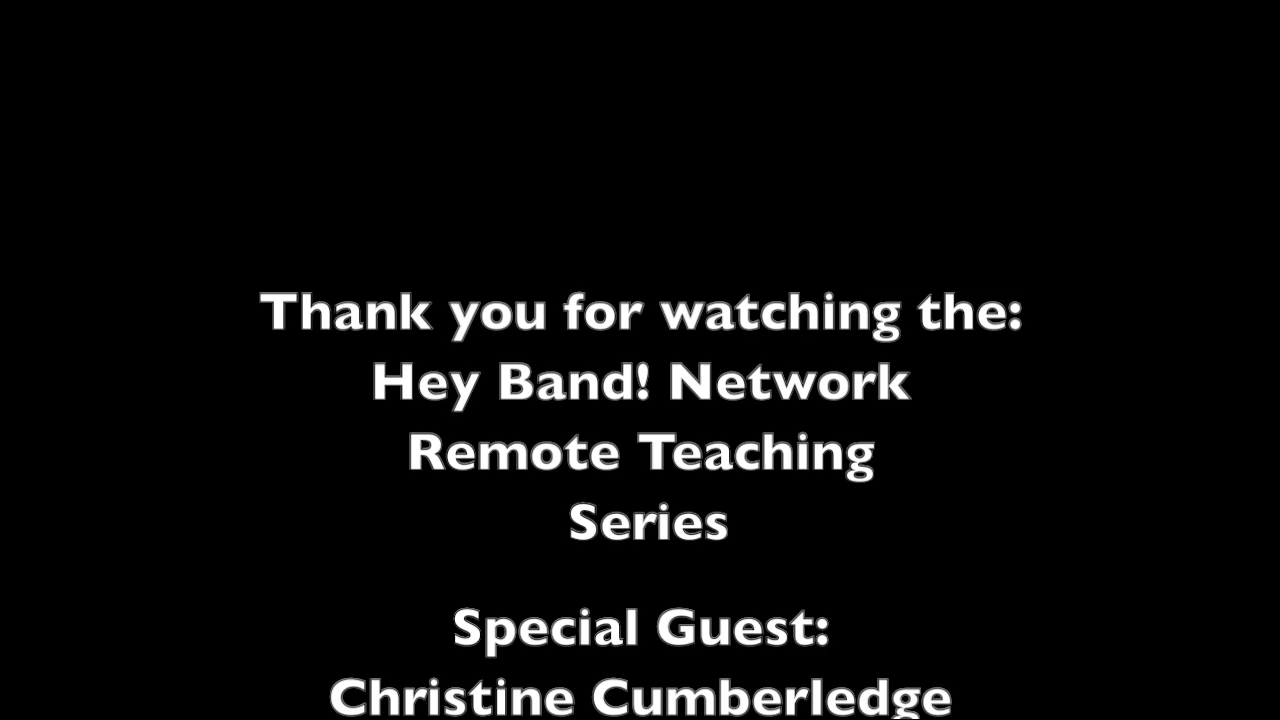 Thank you for watching the:
Hey Band! Network
Remote Teaching
Series
Special Guest:
Christine Cumberledge